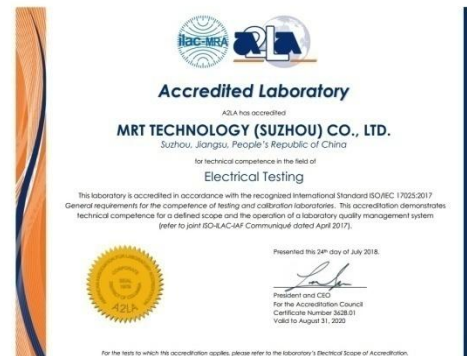 ilac-MRA
A2LA
Accredited Laboratory
A2LA has accredited
MRT TECHNOLOGY (SUZHOU) CO., LTD.
Suzhou, Jiangsu, People's Republic of China
for technical competence in the field of
Electrical Testing
This laboratory is accredited in accordance with the recognized International Standard ISO/IEC 17025:2017
General requirements for the competence of testing and calibration laboratories. This accreditation demonstrates
technical competence for a defined scope and the operation of a laboratory quality management system
(refer to joint ISO-ILAC-IAF Communiqué dated April 2017).
Presented this 24th day of July 2018.
President and CEO
For the Accreditation Council
Certificate Number 3628.01
Valid to August 31, 2020
CORPORATE
SEAL
1978
A2LA
For the tests to which this accreditation applies, please refer to the laboratory's Electrical Scope of Accreditation.